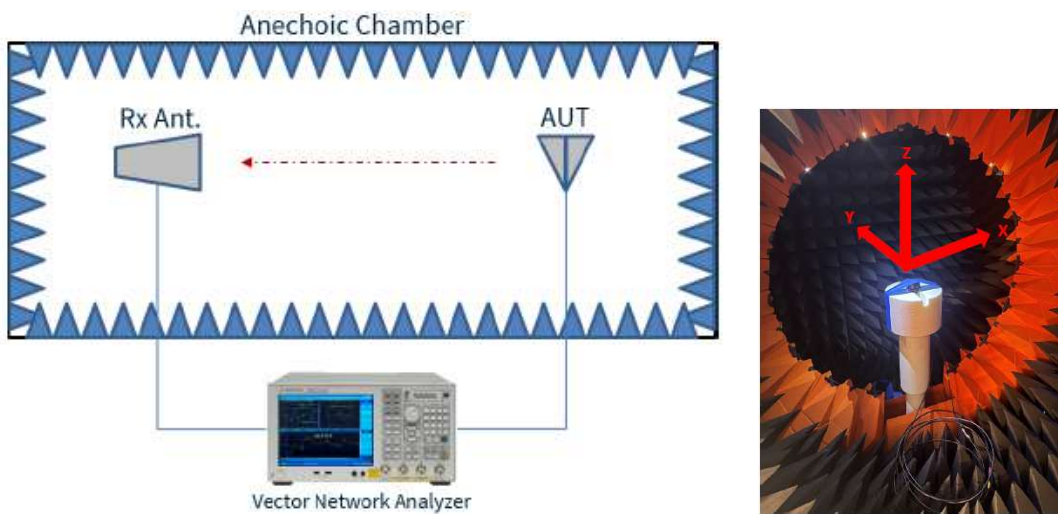 Anechoic Chamber
Rx Ant.
AUT
Vector Network Analyzer
Z
Y
X